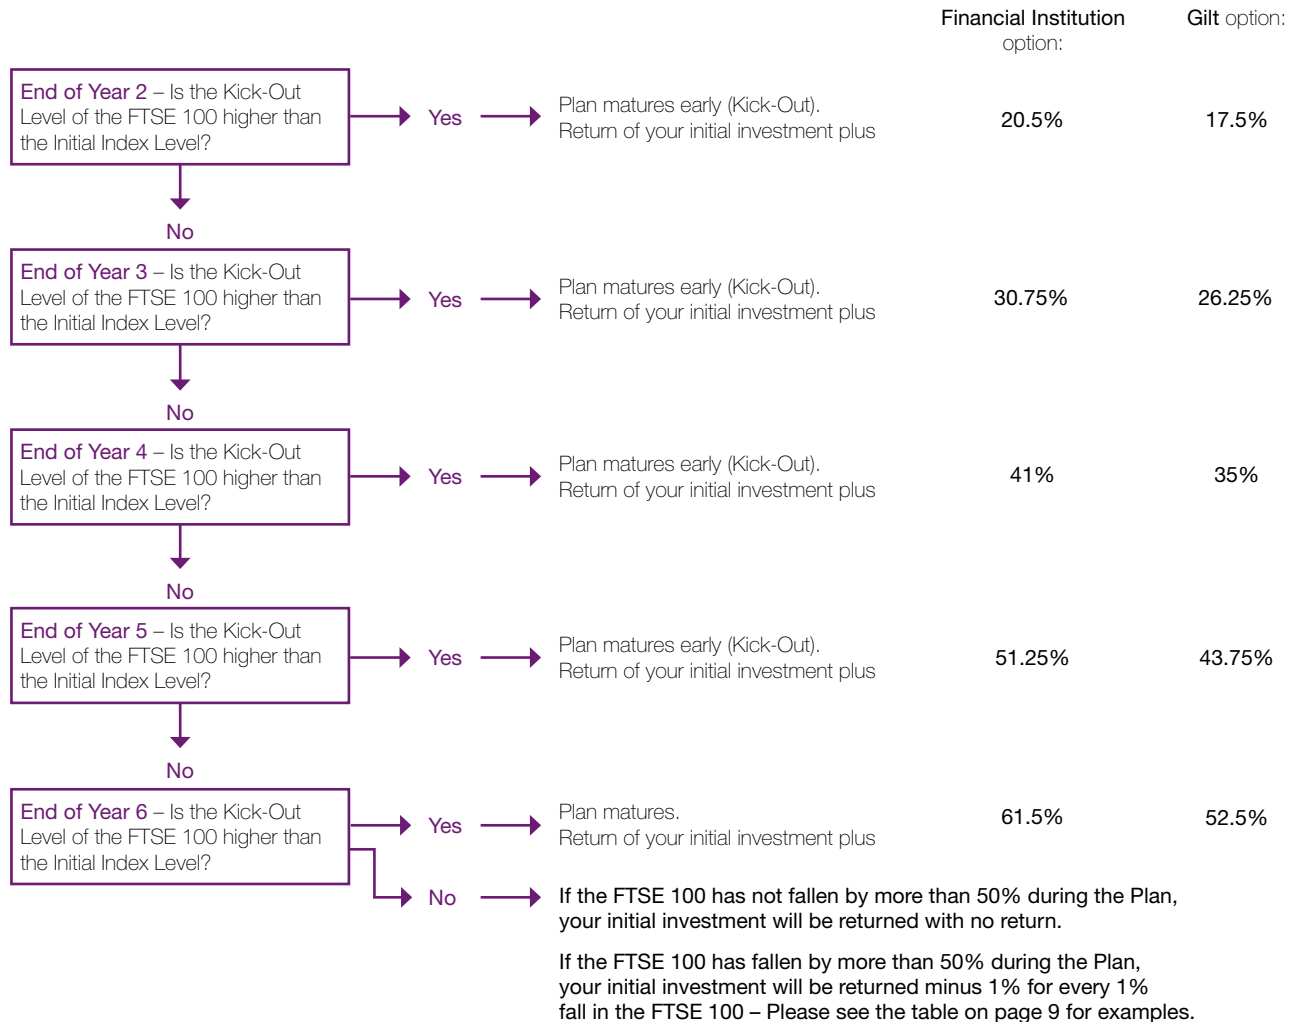 Financial Institution
option:
Gilt option:
End of Year 2 – Is the Kick-Out
Level of the FTSE 100 higher than
the Initial Index Level?
Yes
Plan matures early (Kick-Out).
Return of your initial investment plus
20.5%
17.5%
No
End of Year 3 – Is the Kick-Out
Level of the FTSE 100 higher than
the Initial Index Level?
Yes
Plan matures early (Kick-Out).
Return of your initial investment plus
30.75%
26.25%
No
End of Year 4 – Is the Kick-Out
Level of the FTSE 100 higher than
the Initial Index Level?
Yes
Plan matures early (Kick-Out).
Return of your initial investment plus
41%
35%
No
End of Year 5 – Is the Kick-Out
Level of the FTSE 100 higher than
the Initial Index Level?
Yes
Plan matures early (Kick-Out).
Return of your initial investment plus
51.25%
43.75%
No
End of Year 6 – Is the Kick-Out
Level of the FTSE 100 higher than
the Initial Index Level?
Yes
Plan matures.
Return of your initial investment plus
61.5%
52.5%
No
If the FTSE 100 has not fallen by more than 50% during the Plan,
your initial investment will be returned with no return.
If the FTSE 100 has fallen by more than 50% during the Plan,
your initial investment will be returned minus 1% for every 1%
fall in the FTSE 100 – Please see the table on page 9 for examples.